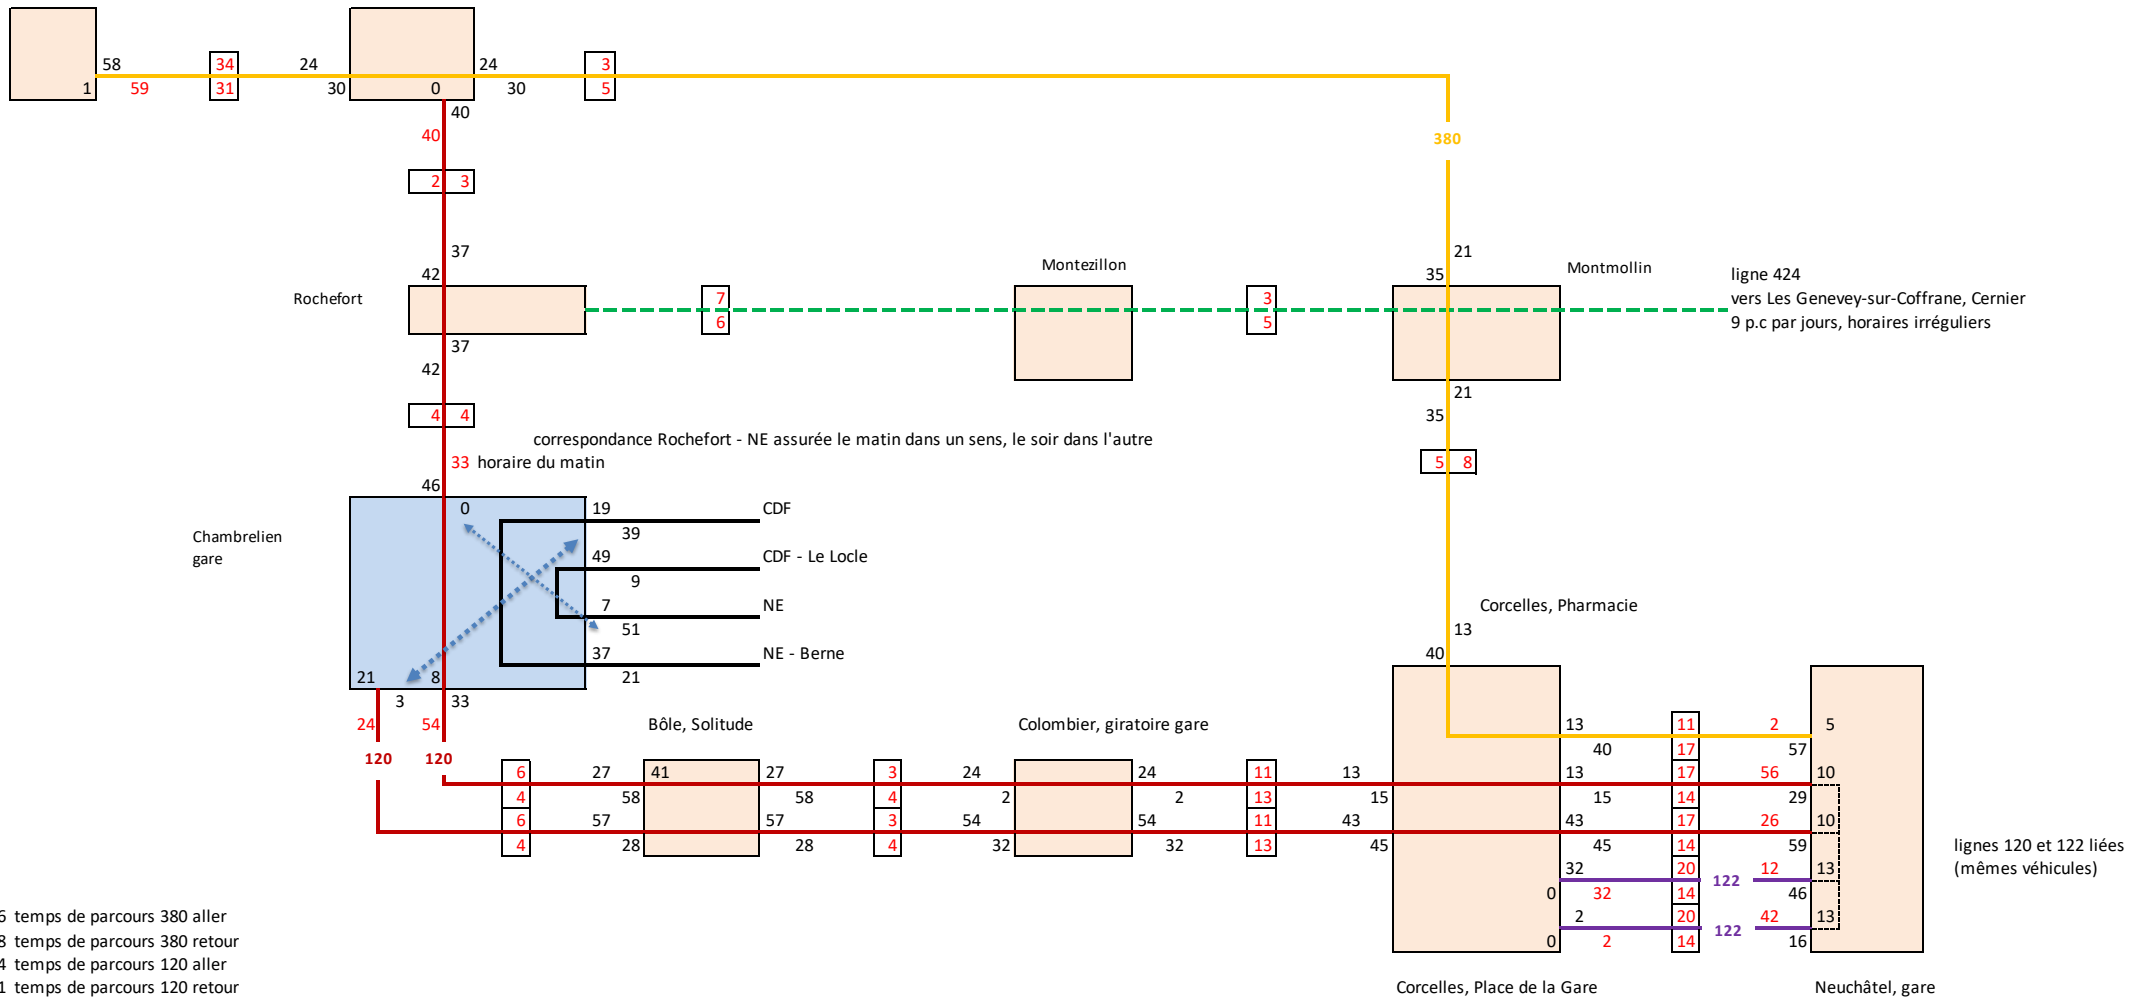 58 34 24 24 3
1 59 31 30 0 30 5
40
40
380
2 3
37 21
42 35
Montezillon
Montmollin
Rochefort
ligne 424
7 3
vers Les Genevey-sur-Coffrane, Cernier
6 5
9 p.c par jours, horaires irréguliers
37
42
21
35
4 4
correspondance Rochefort - NE assurée le matin dans un sens, le soir dans l'autre
33 horaire du matin
5 8
46
0 19 CDF
39
Chambrelien
gare
49 CDF - Le Locle
9
7 NE
51
Corcelles, Pharmacie
13
37 NE - Berne
40
21 8 21
3 33
24 54
Bôle, Solitude
Colombier, giratoire gare
13 11 2 5
40 17 57
120 120
6 27 41 27 3 24 24 11 13 13 17 56 10
4 58 58 4 2 2 13 15 15 14 29
6 57 57 3 54 54 11 43 43 17 26 10
4 28 28 4 32 32 13 45 45 14 59
lignes 120 et 122 liées
(mêmes véhicules)
32 20 122 12 13
0 32 14 46
2 20 122 42 13
0 2 14 16
6 temps de parcours 380 aller
8 temps de parcours 380 retour
4 temps de parcours 120 aller
1 temps de parcours 120 retour
Corcelles, Place de la Gare
Neuchâtel, gare